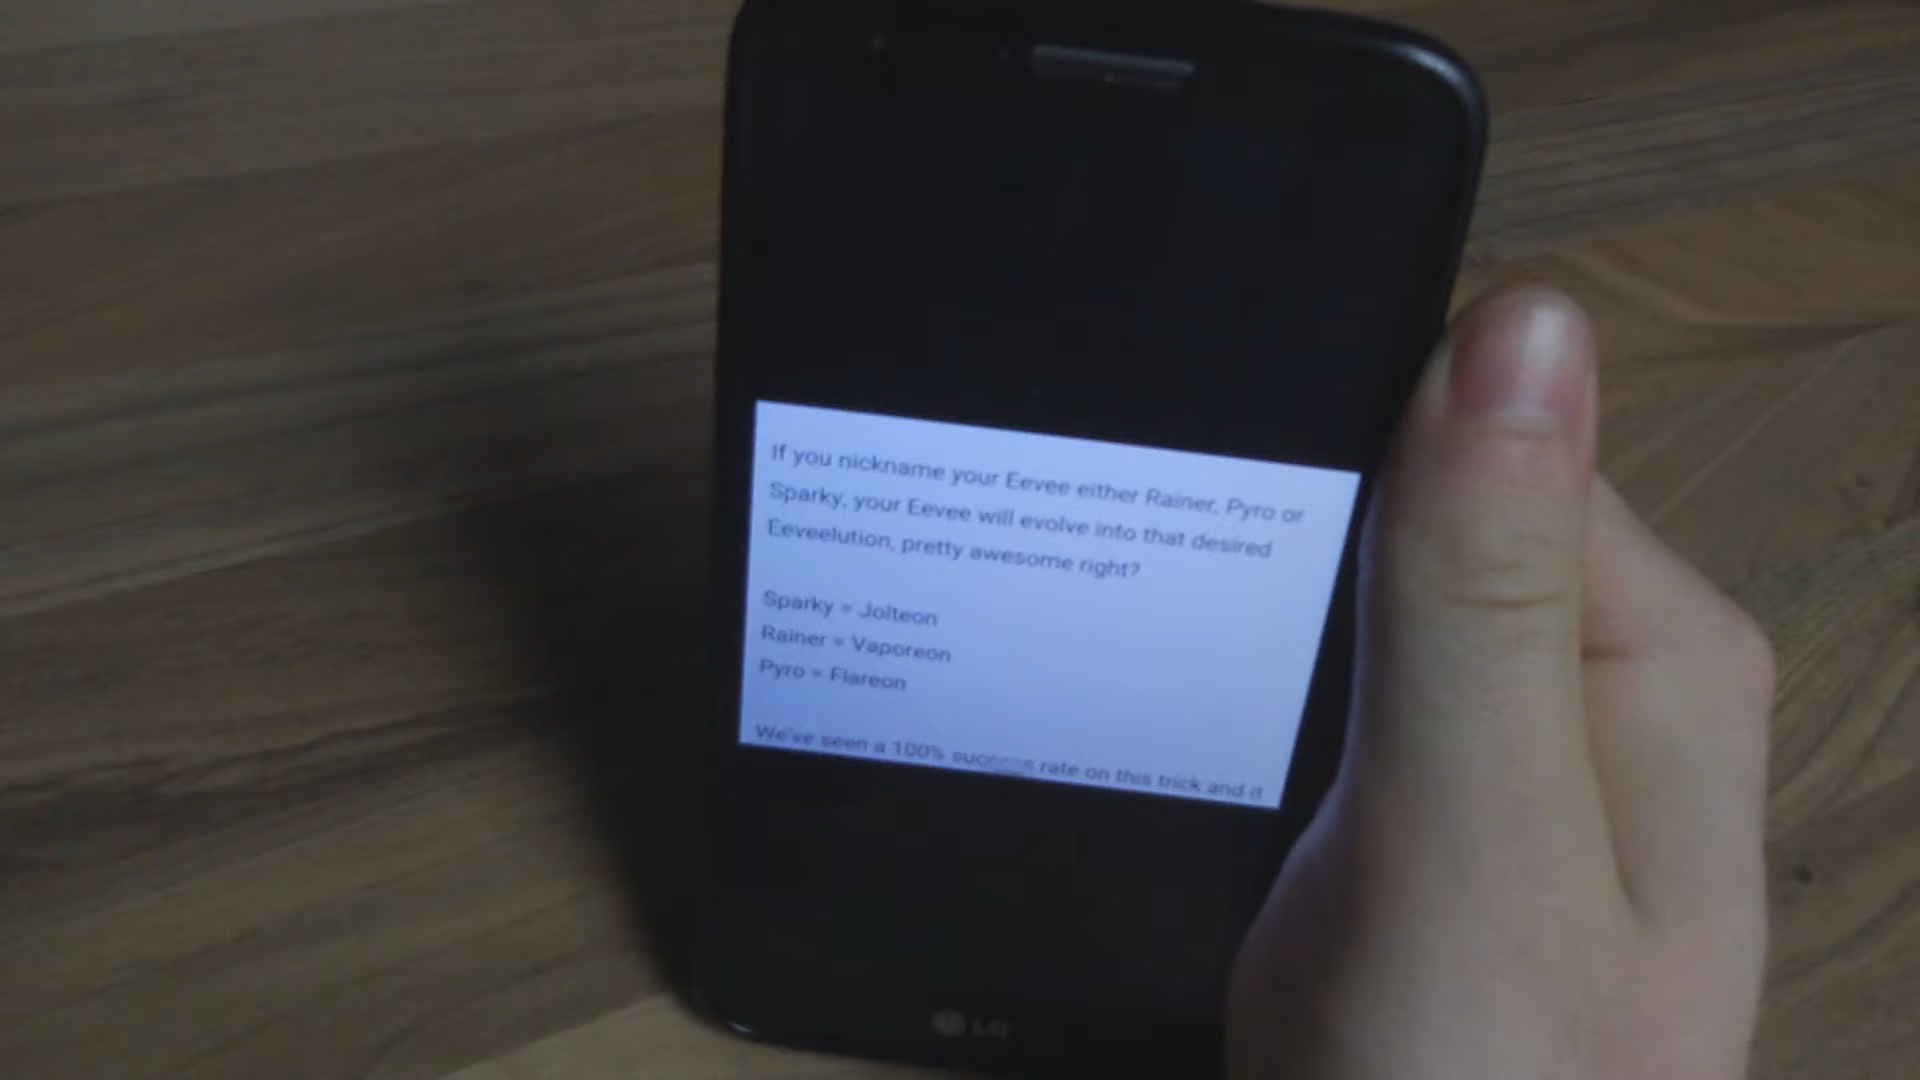 If you nickname your Eevee either Rainer, Pyro or
Sparky, your Eevee will evolve into that desired
Eeveelution, pretty awesome right?
Sparky = Jolteon
Rainer = Vaporeon
Pyro = Flareon
We've seen a 100% success rate on this trick and it
LG